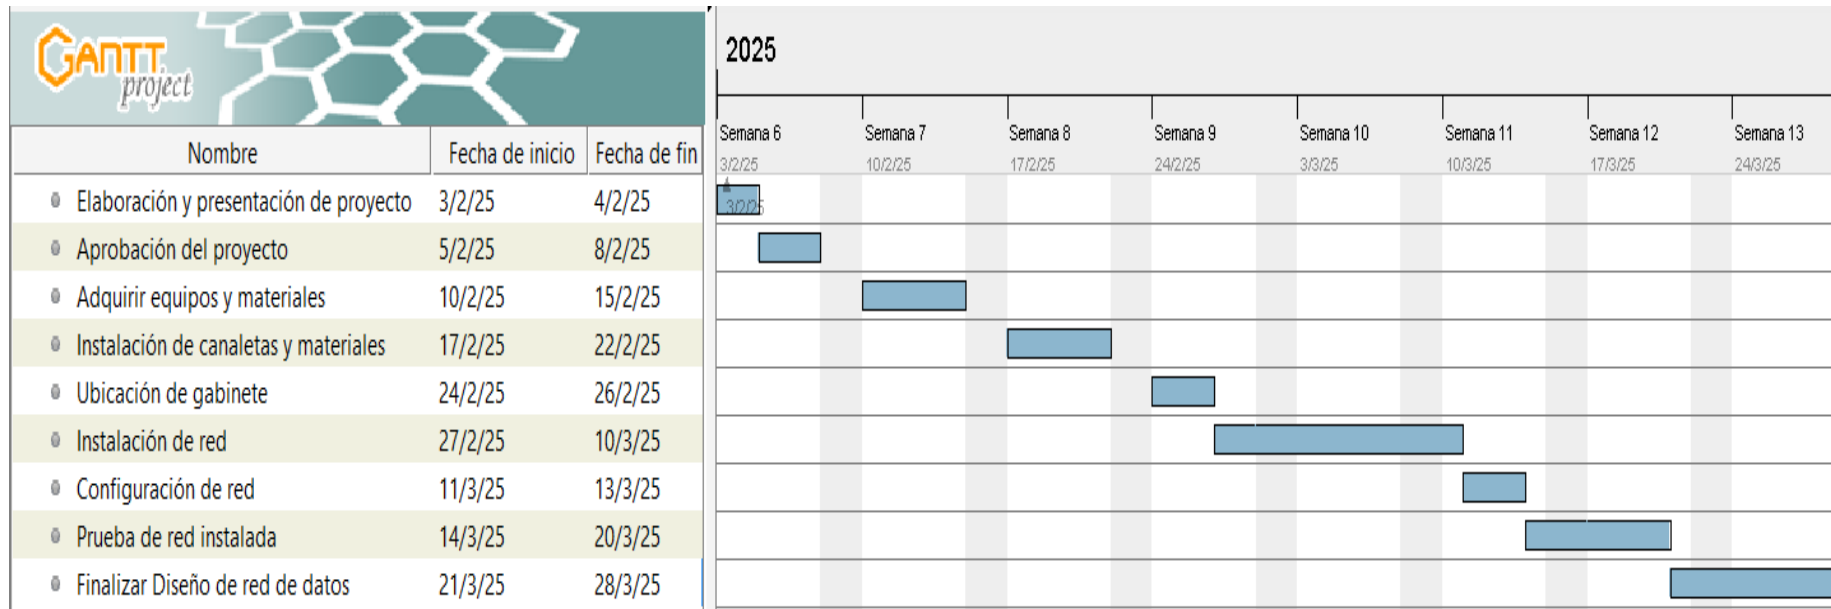 GANTT
project
2025
Nombre Fecha de inicio Fecha de fin
Semana 6 Semana 7 Semana 8 Semana 9 Semana 10 Semana 11 Semana 12 Semana 13
3/2/25 10/2/25 17/2/25 24/2/25 3/3/25 10/3/25 17/3/25 24/3/25
Elaboración y presentación de proyecto 3/2/25 4/2/25
3/2/25
Aprobación del proyecto 5/2/25 8/2/25
Adquirir equipos y materiales 10/2/25 15/2/25
Instalación de canaletas y materiales 17/2/25 22/2/25
Ubicación de gabinete 24/2/25 26/2/25
Instalación de red 27/2/25 10/3/25
Configuración de red 11/3/25 13/3/25
Prueba de red instalada 14/3/25 20/3/25
Finalizar Diseño de red de datos 21/3/25 28/3/25